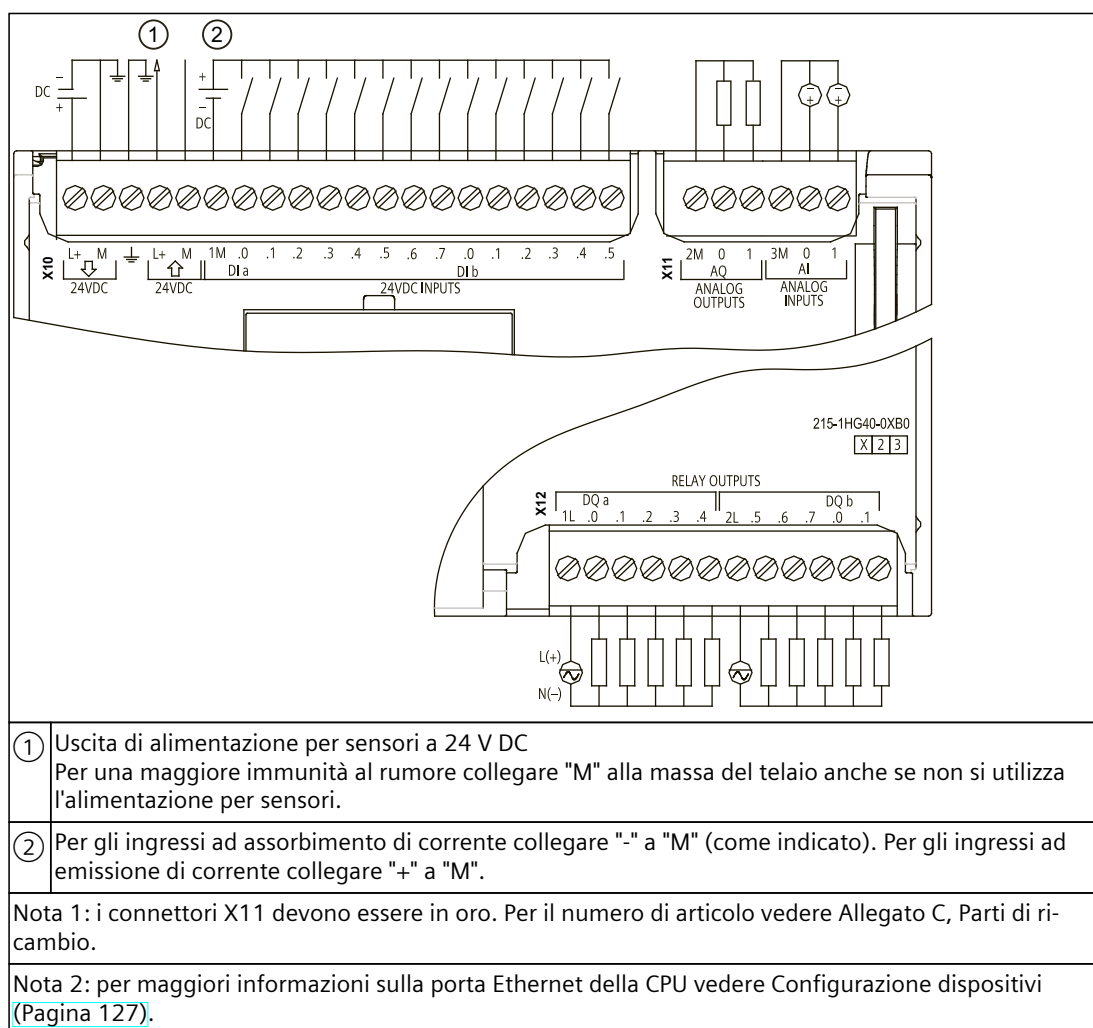 1 2
DC − +
+ − DC
X10
L+ M L+ M 1M .0 .1 .2 .3 .4 .5 .6 .7 .0 .1 .2 .3 .4 .5
24VDC 24VDC DI a DI b
24VDC INPUTS
X11
2M 0 1 3M 0 1
AQ AI
ANALOG OUTPUTS ANALOG INPUTS
215-1HG40-0XB0
X 2 3
RELAY OUTPUTS
X12
DQ a DQ b
1L .0 .1 .2 .3 .4 2L .5 .6 .7 .0 .1
L(+)
N(−)
1 Uscita di alimentazione per sensori a 24 V DC
Per una maggiore immunità al rumore collegare "M" alla massa del telaio anche se non si utilizza
l'alimentazione per sensori.
2 Per gli ingressi ad assorbimento di corrente collegare "-" a "M" (come indicato). Per gli ingressi ad
emissione di corrente collegare "+" a "M".
Nota 1: i connettori X11 devono essere in oro. Per il numero di articolo vedere Allegato C, Parti di ri-
cambio.
Nota 2: per maggiori informazioni sulla porta Ethernet della CPU vedere Configurazione dispositivi
(Pagina 127).